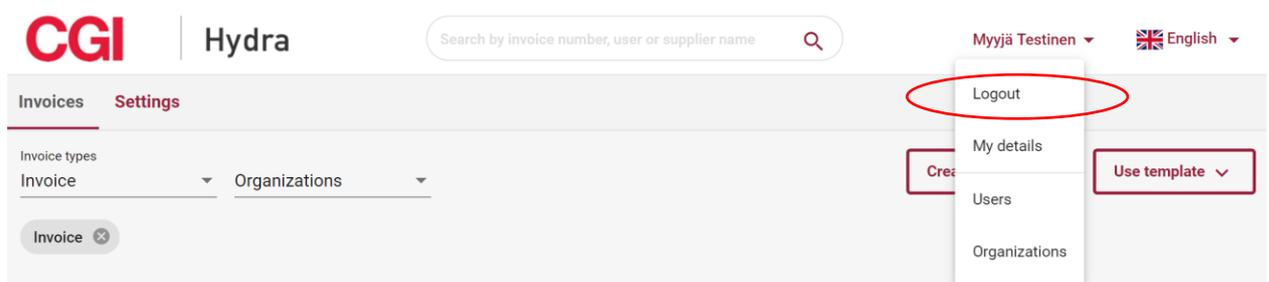 CGI Hydra
Search by invoice number, user or supplier name
Myyjä Testinen
English
Invoices Settings
Logout
My details
Users
Organizations
Invoice types
Invoice Organizations
Crea
Use template
Invoice